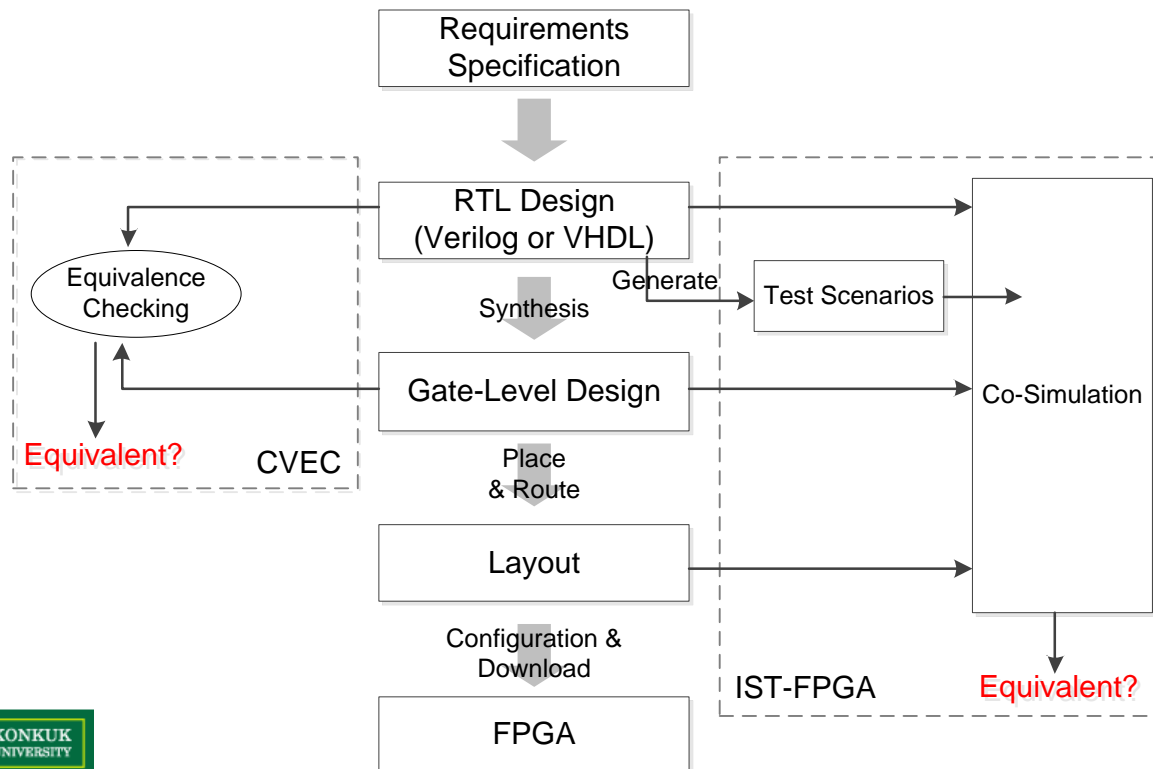 Requirements
Specification
RTL Design
(Verilog or VHDL)
Equivalence
Checking
Generate
Test Scenarios
Synthesis
Gate-Level Design
Co-Simulation
Equivalent?
CVEC
Place
& Route
Layout
Configuration &
Download
IST-FPGA
Equivalent?
FPGA
KONKUK
UNIVERSITY